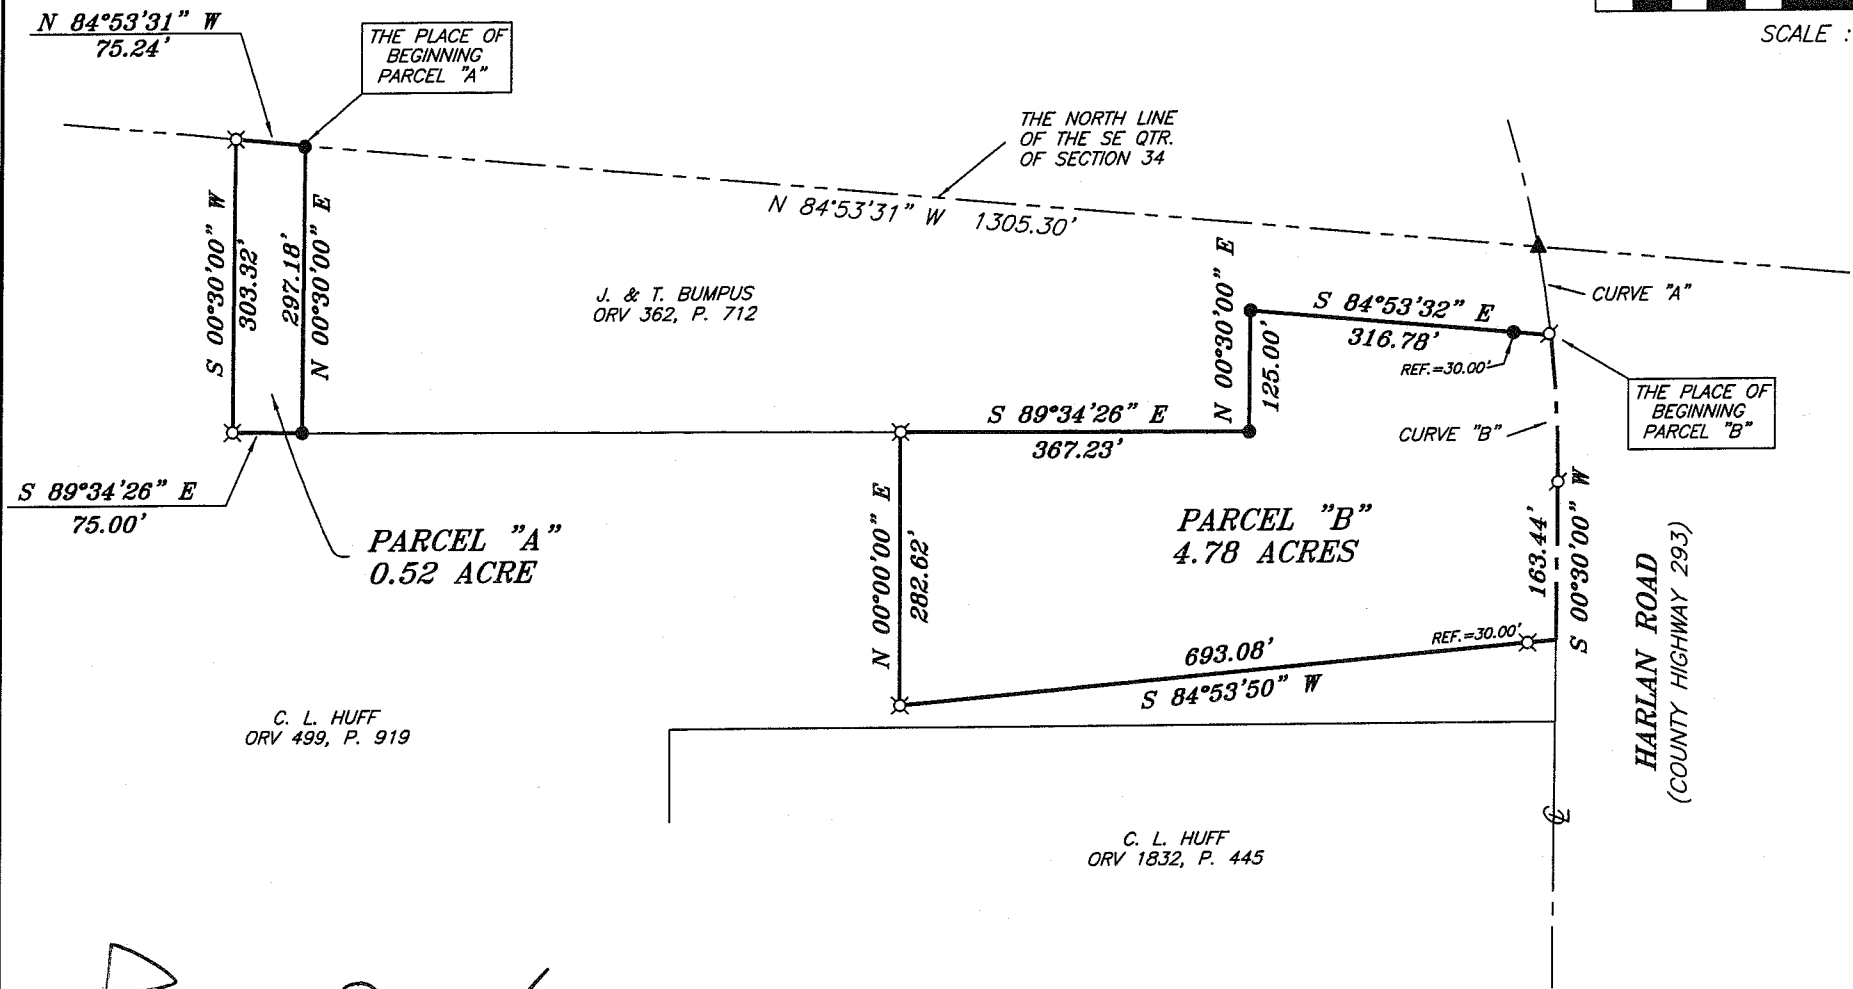 N 84°53'31" W
75.24'
THE PLACE OF
BEGINNING
PARCEL "A"
SCALE :
THE NORTH LINE
OF THE SE QTR.
OF SECTION 34
N 84°53'31" W 1305.30'
S 00°30'00" W
303.32'
297.18'
N 00°30'00" E
J. & T. BUMPUS
ORV 362, P. 712
N 00°30'00" E
125.00'
S 84°53'32" E
316.78'
REF.=30.00'
CURVE "A"
THE PLACE OF
BEGINNING
PARCEL "B"
S 89°34'26" E
367.23'
CURVE "B"
S 89°34'26" E
75.00'
PARCEL "A"
0.52 ACRE
N 00°00'00" E
282.62'
PARCEL "B"
4.78 ACRES
163.44'
S 00°30'00" W
HARLAN ROAD
(COUNTY HIGHWAY 293)
REF.=30.00'
693.08'
S 84°53'50" W
C. L. HUFF
ORV 499, P. 919
C. L. HUFF
ORV 1832, P. 445